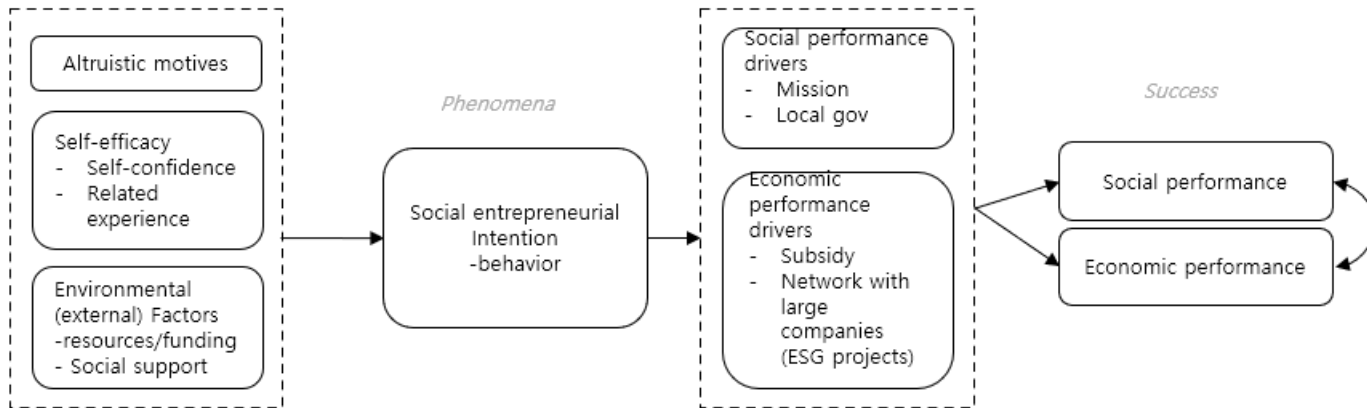 Altruistic motives
Self-efficacy
- Self-confidence
- Related
experience
Environmental
(external) Factors
-resources/funding
- Social support
Phenomena
Social entrepreneurial
Intention
-behavior
Social performance
drivers
- Mission
- Local gov
Economic
performance
drivers
- Subsidy
- Network with
large
companies
(ESG projects)
Success
Social performance
Economic performance